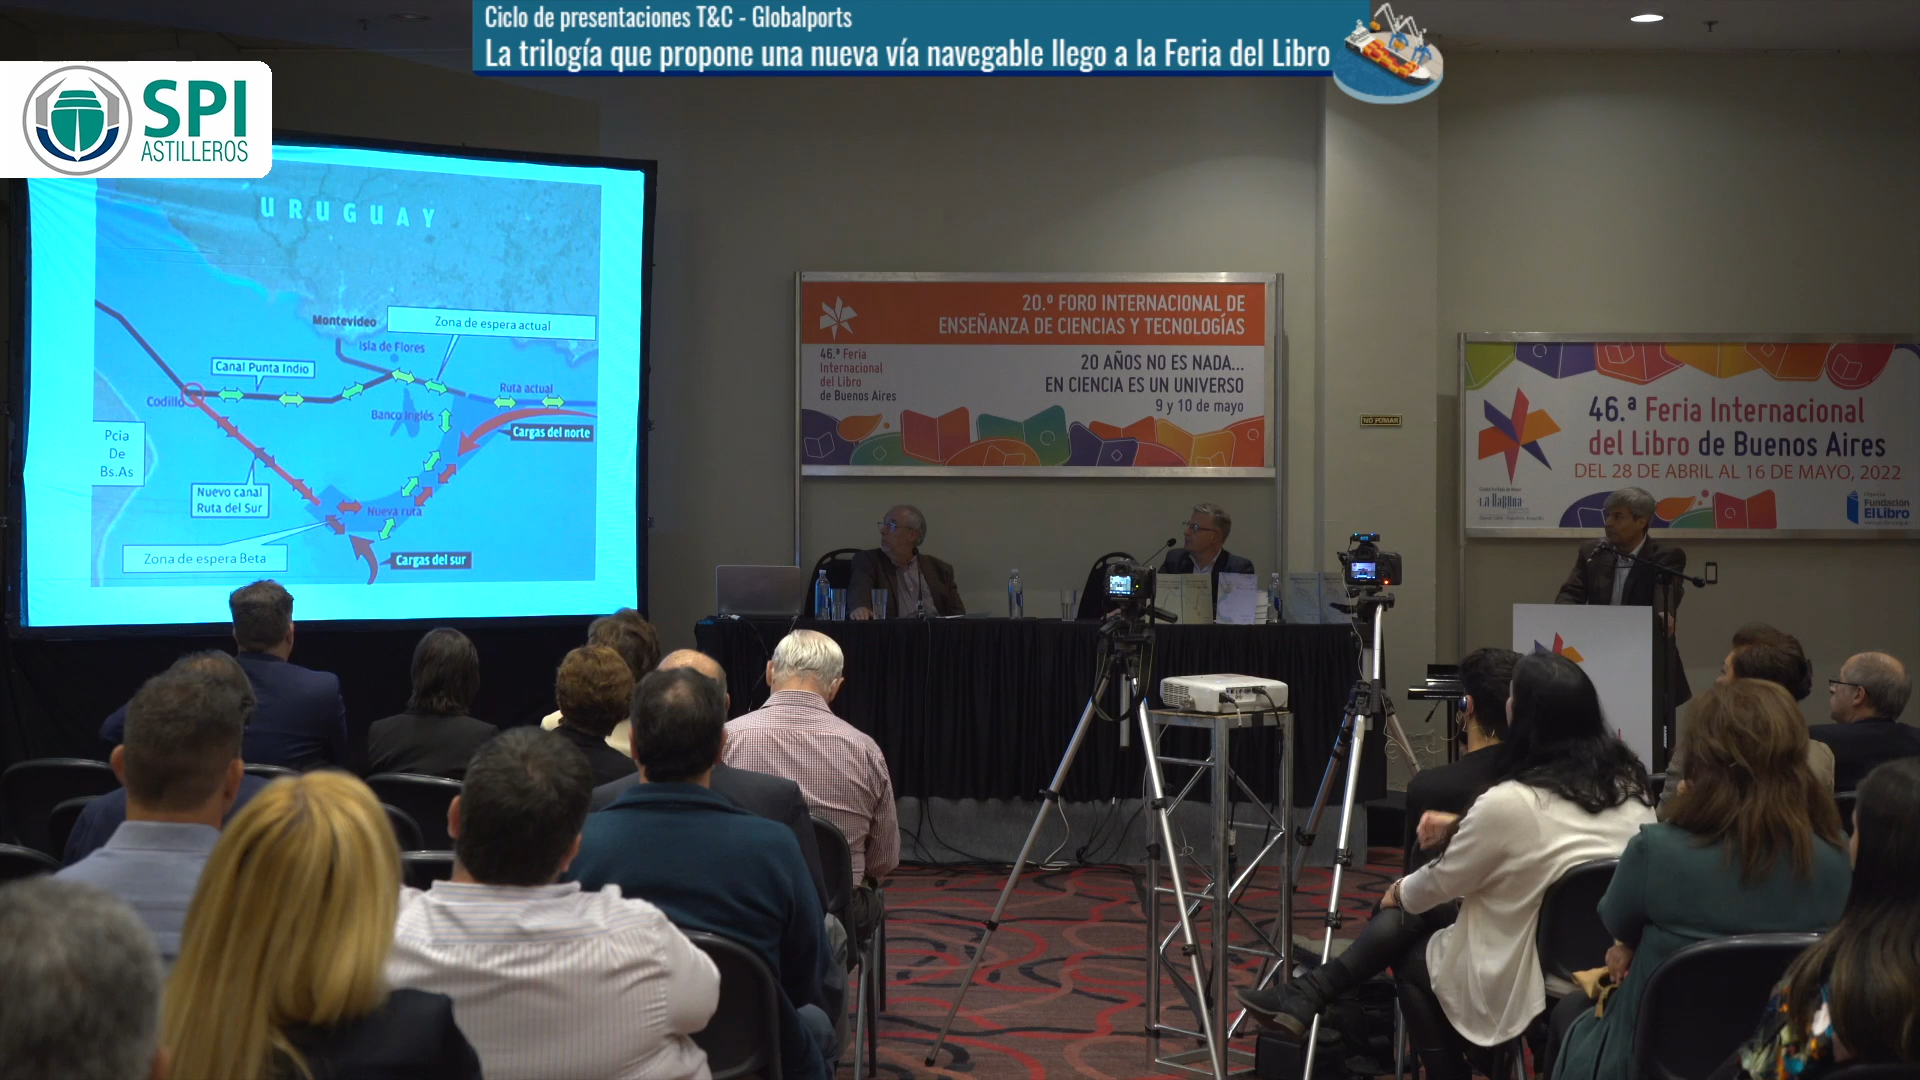 Ciclo de presentaciones T&C - Globalports
La trilogía que propone una nueva vía navegable llego a la Feria del Libro
SPI
ASTILLEROS
URUGUAY
Montevideo
Zona de espera actual
Isla de Flores
Canal Punta Indio
Ruta actual
Codillo
Banco Inglés
Cargas del norte
Pcia
De
Bs.As
Nuevo canal
Ruta del Sur
Nueva ruta
Zona de espera Beta
Cargas del sur
20.º FORO INTERNACIONAL DE
ENSEÑANZA DE CIENCIAS Y TECNOLOGÍAS
46.ª Feria
Internacional
del Libro
de Buenos Aires
20 AÑOS NO ES NADA...
EN CIENCIA ES UN UNIVERSO
9 y 10 de mayo
NO FUMAR
46.ª Feria Internacional
del Libro de Buenos Aires
DEL 28 DE ABRIL AL 16 DE MAYO, 2022
LA HABANA
Fundación
El Libro